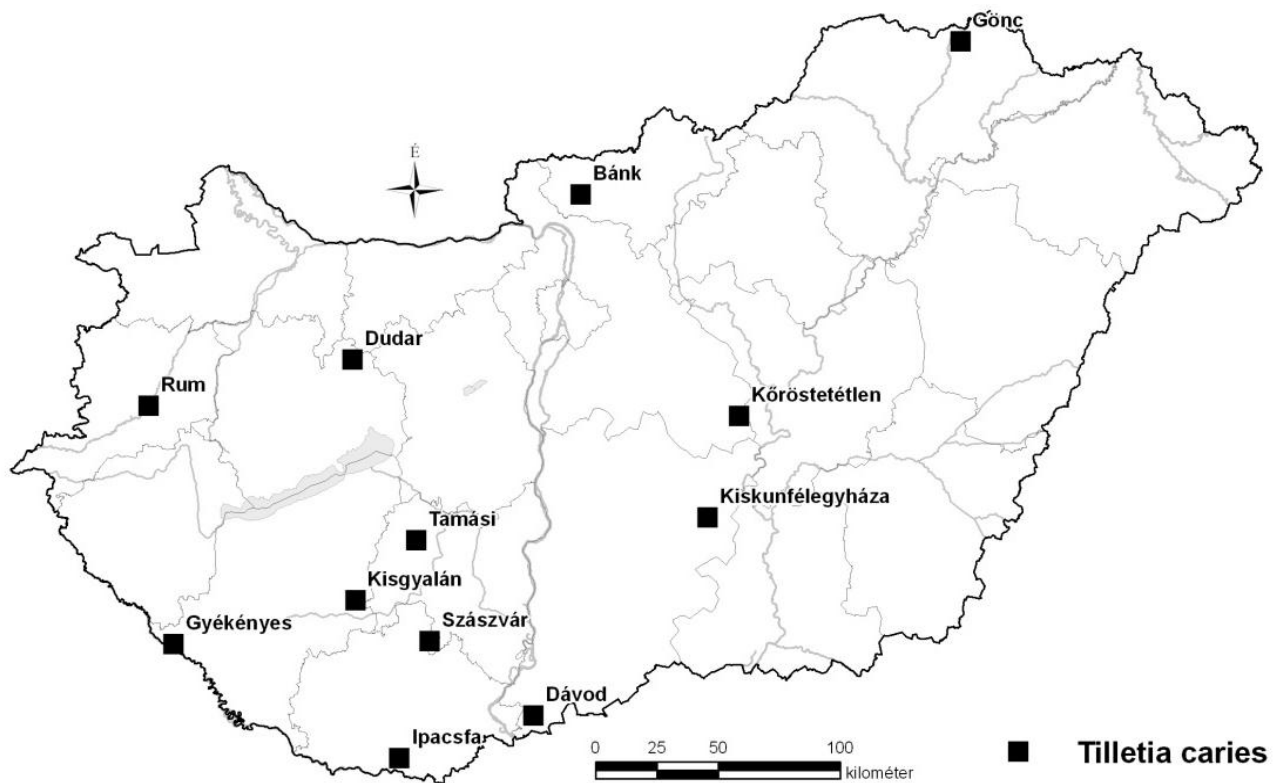 Gönc
É
Bánk
Dudar
Rum
Kőröstetétlen
Kiskunfélegyháza
Tamási
Kisgyalán
Szászvár
Gyékényes
Dávod
Ipacsfa
0 25 50 100
kilométer
Tilletia caries